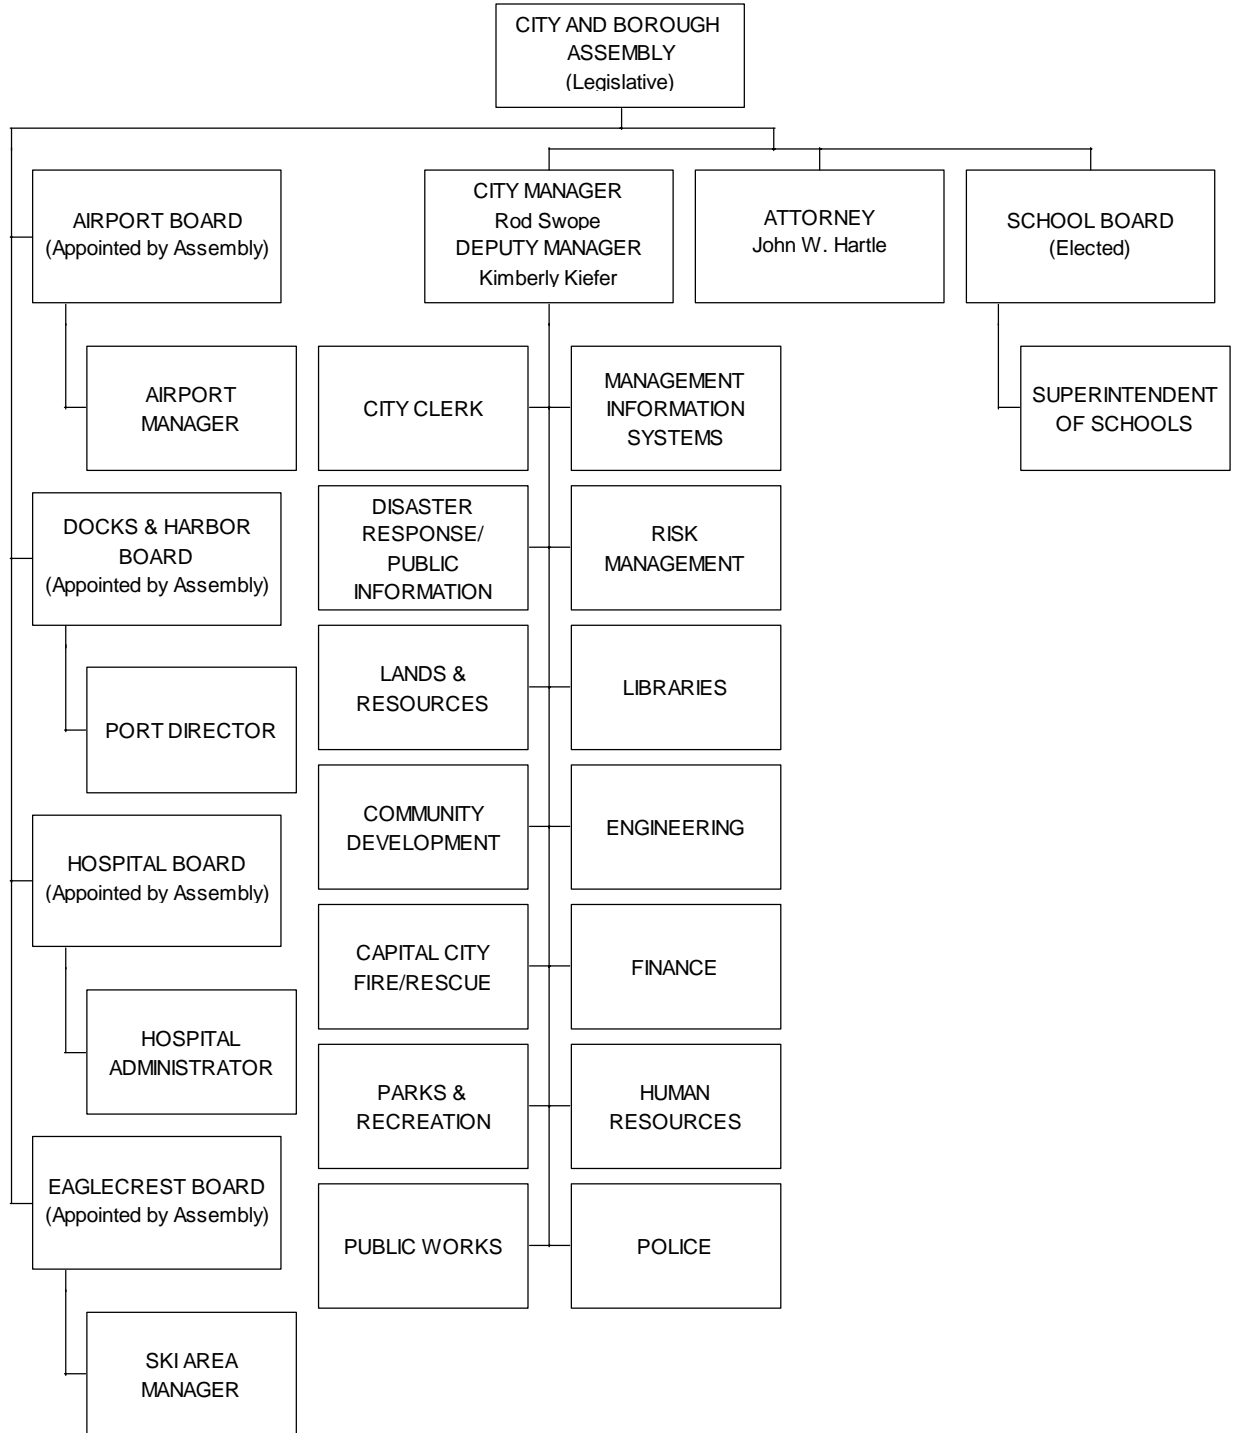 CITY AND BOROUGH
ASSEMBLY
(Legislative)
AIRPORT BOARD
(Appointed by Assembly)
CITY MANAGER
Rod Swope
DEPUTY MANAGER
Kimberly Kiefer
ATTORNEY
John W. Hartle
SCHOOL BOARD
(Elected)
AIRPORT
MANAGER
CITY CLERK
MANAGEMENT
INFORMATION
SYSTEMS
SUPERINTENDENT
OF SCHOOLS
DOCKS & HARBOR
BOARD
(Appointed by Assembly)
DISASTER
RESPONSE/
PUBLIC
INFORMATION
RISK
MANAGEMENT
PORT DIRECTOR
LANDS &
RESOURCES
LIBRARIES
HOSPITAL BOARD
(Appointed by Assembly)
COMMUNITY
DEVELOPMENT
ENGINEERING
HOSPITAL
ADMINISTRATOR
CAPITAL CITY
FIRE/RESCUE
FINANCE
PARKS &
RECREATION
HUMAN
RESOURCES
EAGLECREST BOARD
(Appointed by Assembly)
PUBLIC WORKS
POLICE
SKI AREA
MANAGER